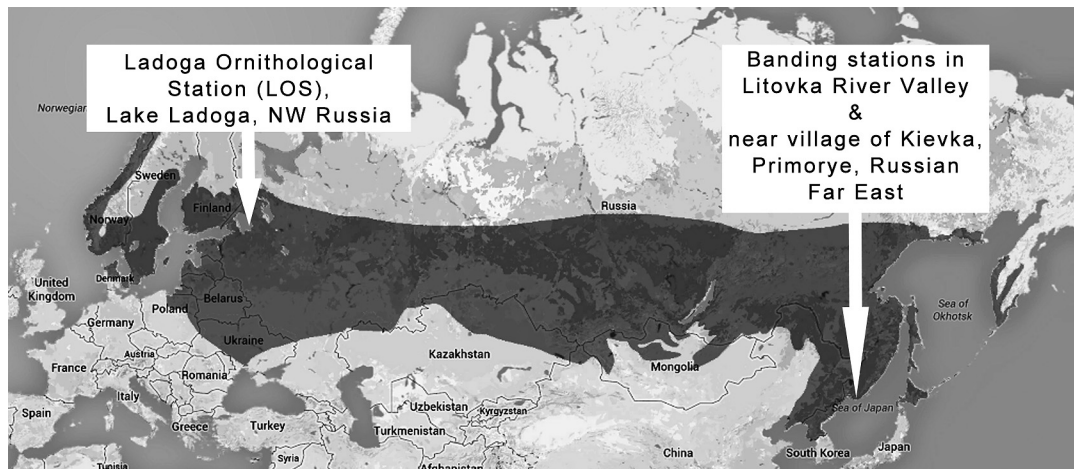 Ladoga Ornithological
Station (LOS),
Lake Ladoga, NW Russia
Banding stations in
Litovka River Valley
&
near village of Kievka,
Primorye, Russian
Far East
Norwegian
Sweden
Norway
Finland
Russia
Denmark
United
Kingdom
Belarus
Poland
Germany
Ukraine
Sea of
Okhotsk
France
Austria
Romania
Kazakhstan
Mongolia
Italy
Uzbekistan
Kyrgyzstan
Sea of Japan
Spain
Greece
Turkey
Turkmenistan
Syria
Afghanistan
China
South Korea
Japan
Tunisia